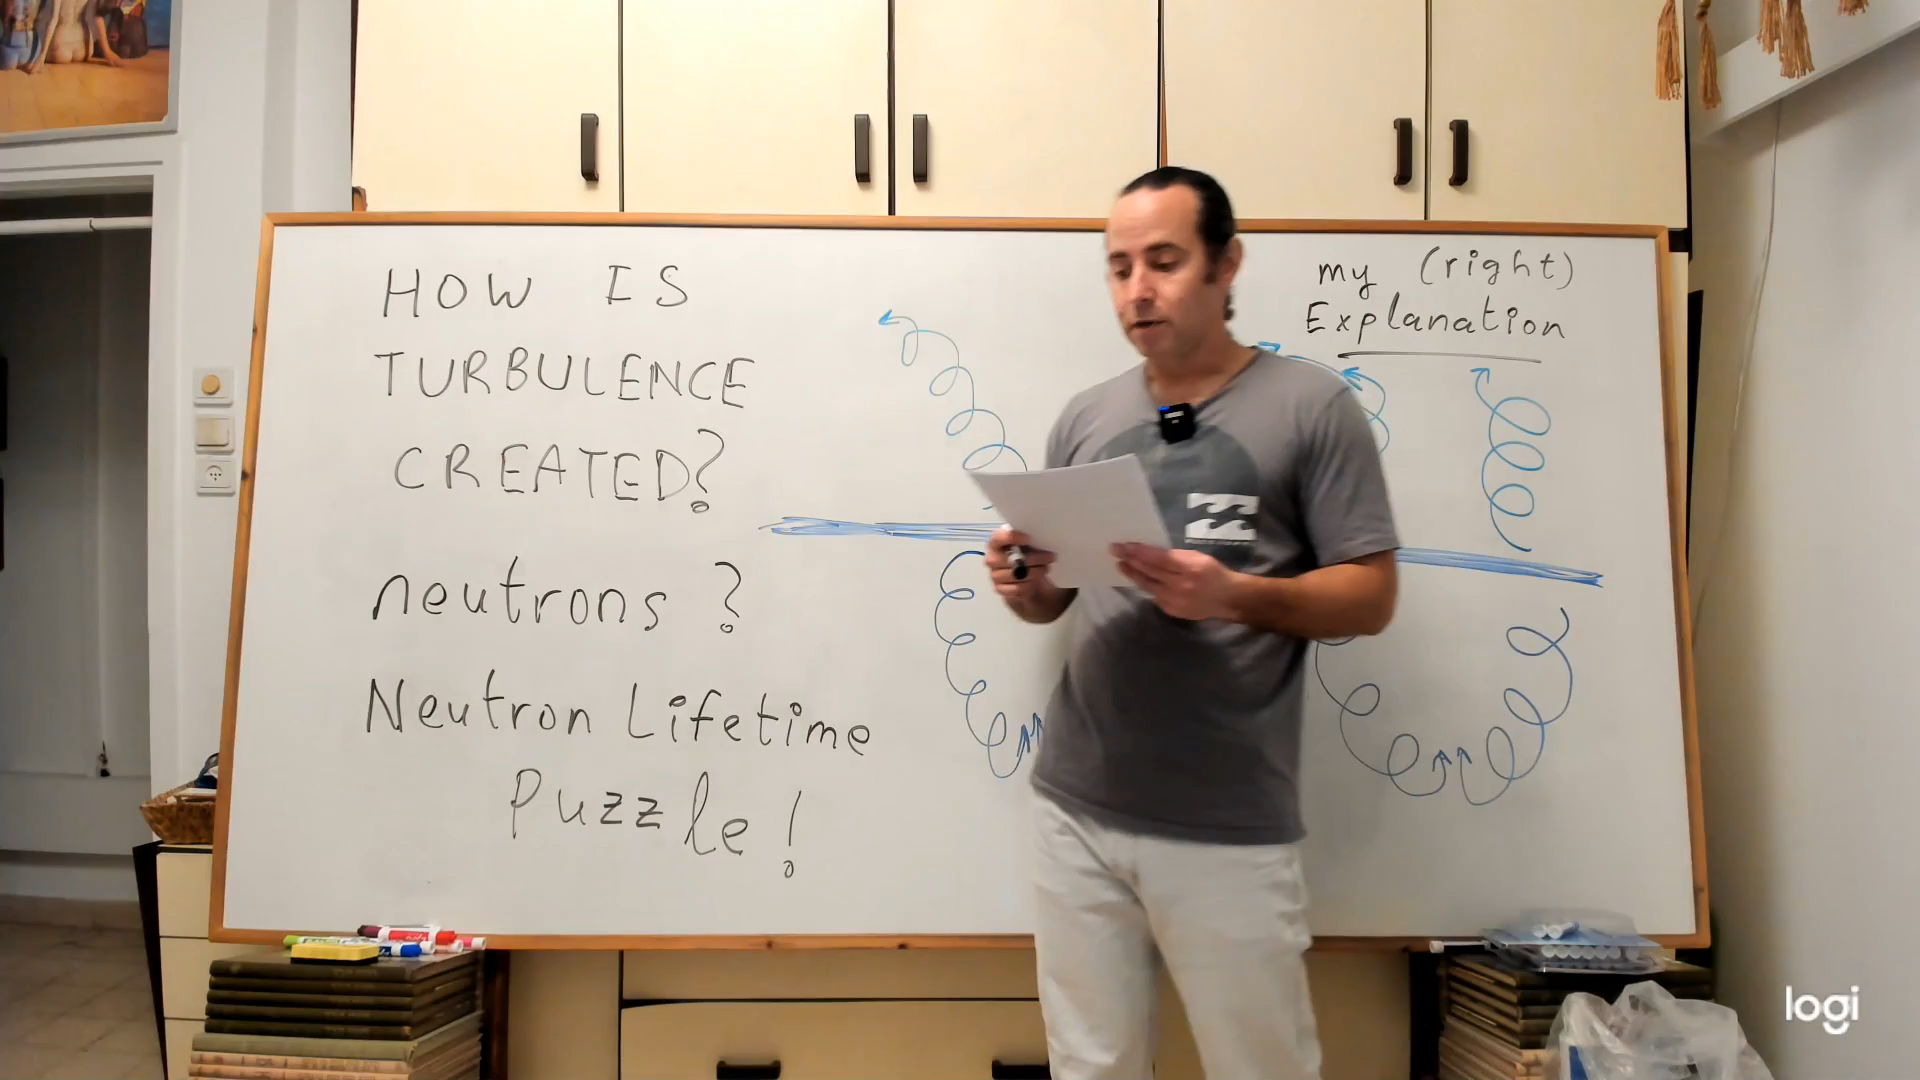 HOW IS
TURBULENCE
CREATED?
neutrons ?
Neutron Lifetime
Puzzle !
my (right)
Explanation
logi